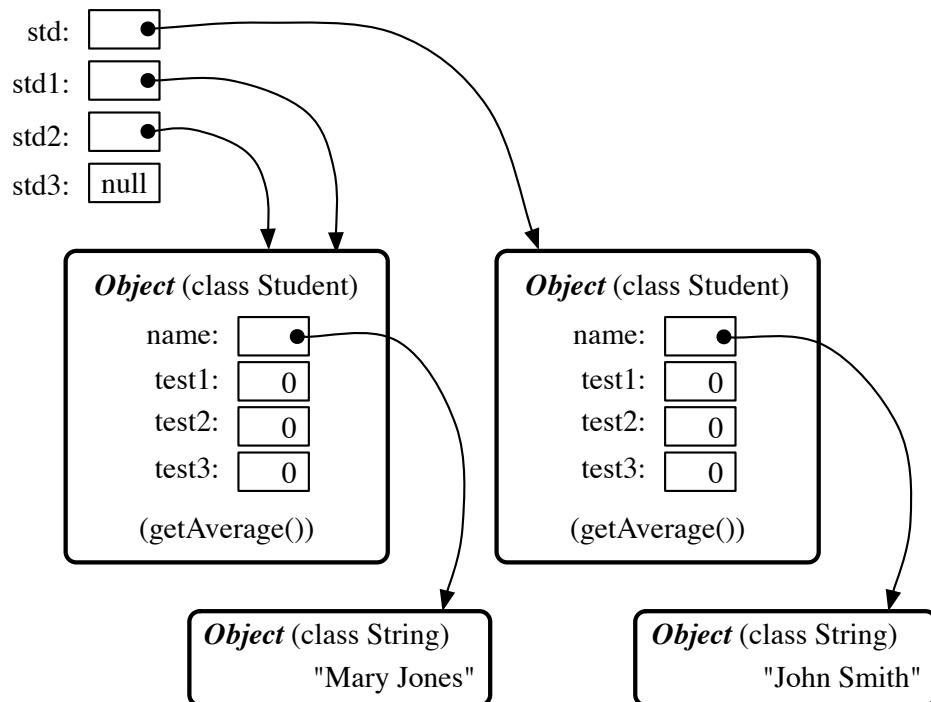 std:
std1:
std2:
std3: null
Object (class Student)
name:
test1: 0
test2: 0
test3: 0
(getAverage())
Object (class Student)
name:
test1: 0
test2: 0
test3: 0
(getAverage())
Object (class String)
"Mary Jones"
Object (class String)
"John Smith"